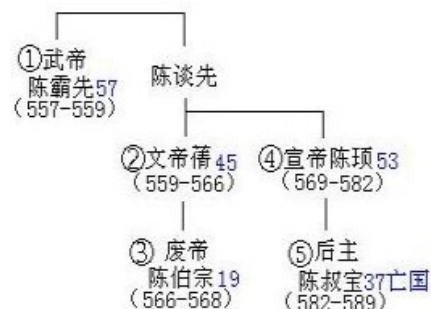 ①武帝
陈霸先57
(557-559)
陈谈先
②文帝蒨45
(559-566)
④宣帝陈顼53
(569-582)
③ 废帝
陈伯宗19
(566-568)
⑤后主
陈叔宝37亡国
(582-589)